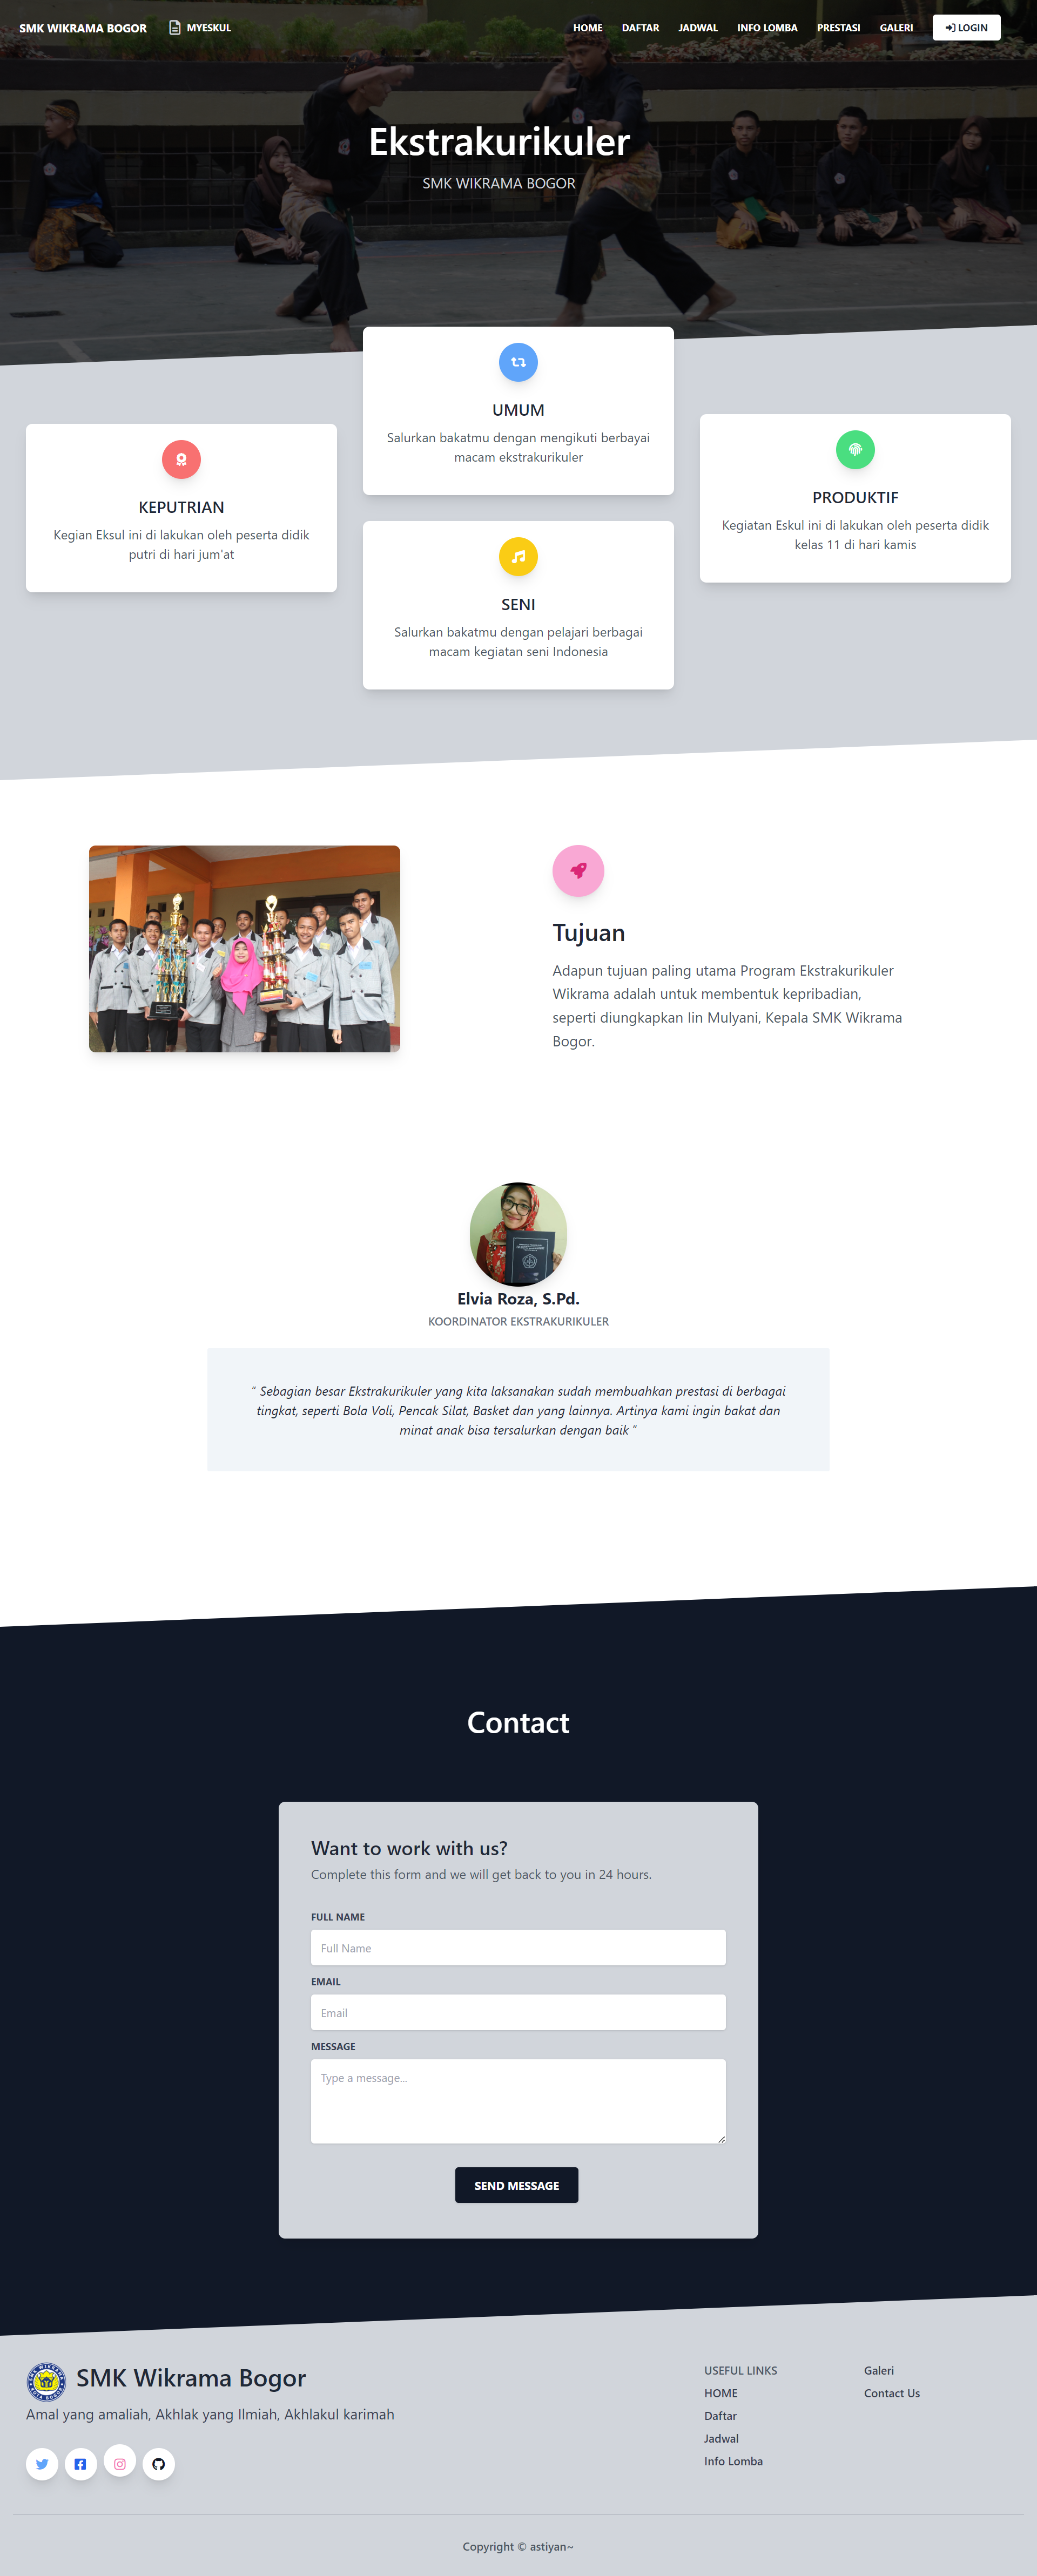 SMK WIKRAMA BOGOR
MYESKUL
HOME
DAFTAR
JADWAL
INFO LOMBA
PRESTASI
GALERI
LOGIN
Ekstrakurikuler
SMK WIKRAMA BOGOR
KEPUTRIAN
Kegian Eksul ini di lakukan oleh peserta didik
putri di hari jum'at
UMUM
Salurkan bakatmu dengan mengikuti berbayai
macam ekstrakurikuler
SENI
Salurkan bakatmu dengan pelajari berbagai
macam kegiatan seni Indonesia
PRODUKTIF
Kegiatan Eskul ini di lakukan oleh peserta didik
kelas 11 di hari kamis
Tujuan
Adapun tujuan paling utama Program Ekstrakurikuler
Wikrama adalah untuk membentuk kepribadian,
seperti diungkapkan Iin Mulyani, Kepala SMK Wikrama
Bogor.
Elvia Roza, S.Pd.
KOORDINATOR EKSTRAKURIKULER
" Sebagian besar Ekstrakurikuler yang kita laksanakan sudah membuahkan prestasi di berbagai
tingkat, seperti Bola Voli, Pencak Silat, Basket dan yang lainnya. Artinya kami ingin bakat dan
minat anak bisa tersalurkan dengan baik "
Contact
Want to work with us?
Complete this form and we will get back to you in 24 hours.
FULL NAME
Full Name
EMAIL
Email
MESSAGE
Type a message...
SEND MESSAGE
SMK Wikrama Bogor
Amal yang amaliah, Akhlak yang Ilmiah, Akhlakul karimah
USEFUL LINKS
HOME
Daftar
Jadwal
Info Lomba
Galeri
Contact Us
Copyright © astiyan~